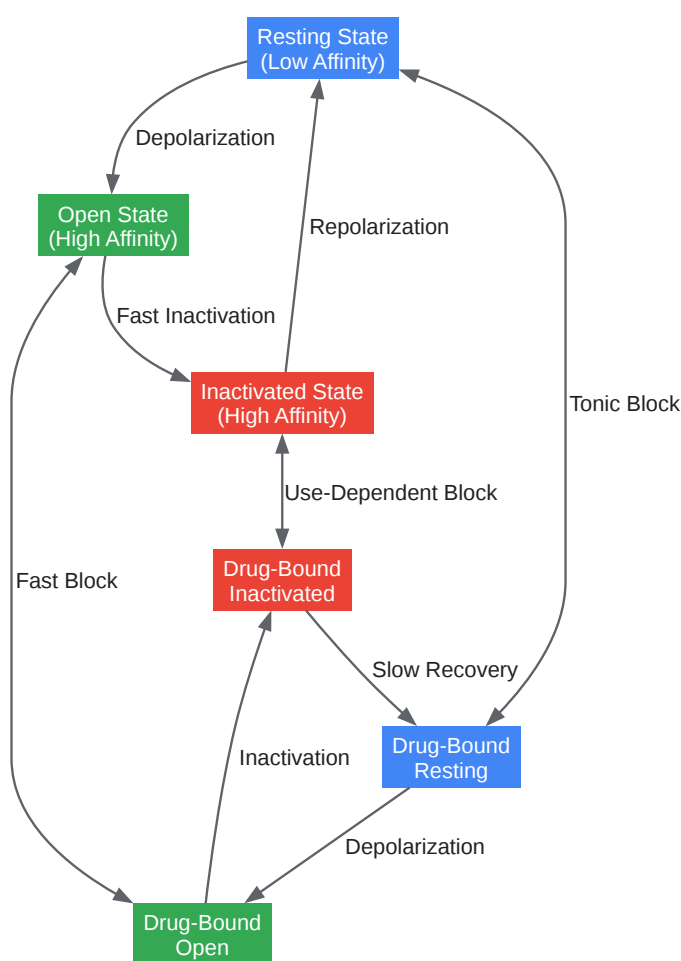 Resting State
(Low Affinity)
Depolarization
Open State
(High Affinity)
Repolarization
Fast Inactivation
Inactivated State
(High Affinity)
Tonic Block
Use-Dependent Block
Drug-Bound
Inactivated
Fast Block
Slow Recovery
Drug-Bound
Resting
Inactivation
Depolarization
Drug-Bound
Open